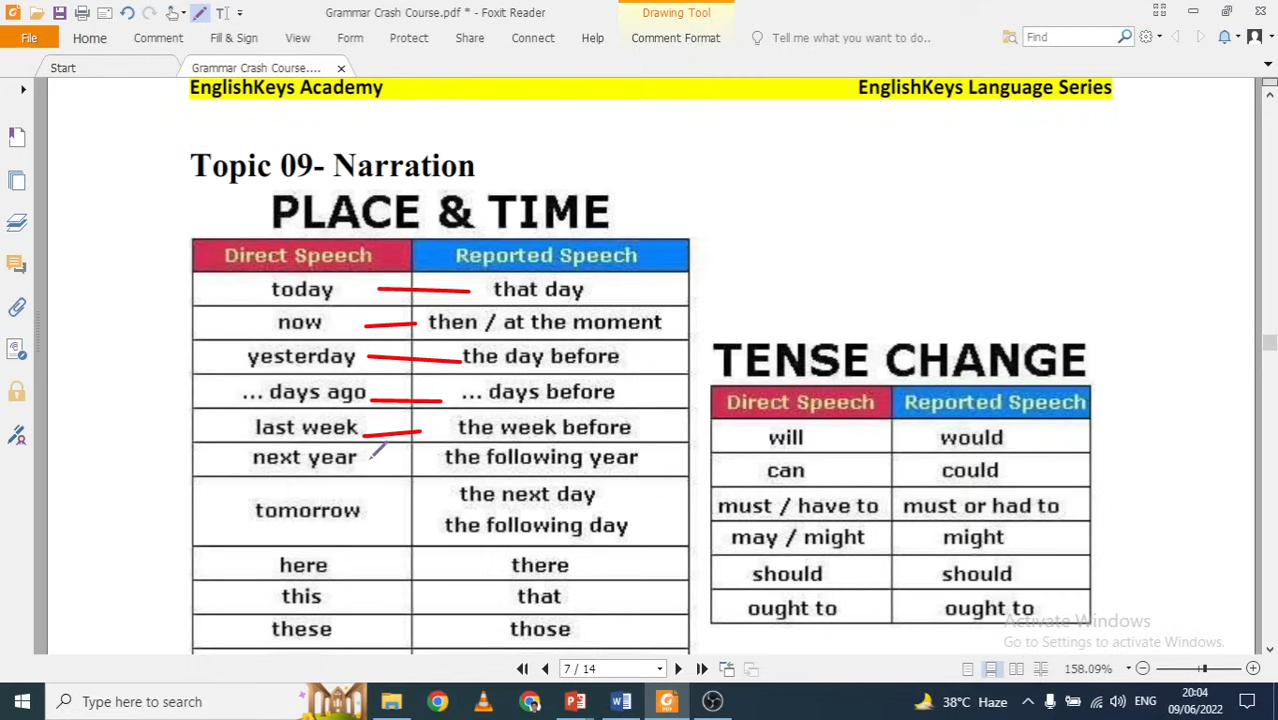 Grammar Crash Course.pdf * - Foxit Reader
Drawing Tool
File
Home
Comment
Fill & Sign
View
Form
Protect
Share
Connect
Help
Comment Format
Tell me what you want to do..
Find
Start
Grammar Crash Course....
EnglishKeys Academy EnglishKeys Language Series
Topic 09- Narration
PLACE & TIME
Direct Speech Reported Speech
today that day
now then / at the moment
yesterday the day before
... days ago ... days before
last week the week before
next year the following year
tomorrow the next day
the following day
here there
this that
these those
TENSE CHANGE
Direct Speech Reported Speech
will would
can could
must / have to must or had to
may / might might
should should
ought to ought to
Activate Windows
Go to Settings to activate Windows.
7 / 14
158.09%
Type here to search
38°C Haze
ENG
20:04
09/06/2022